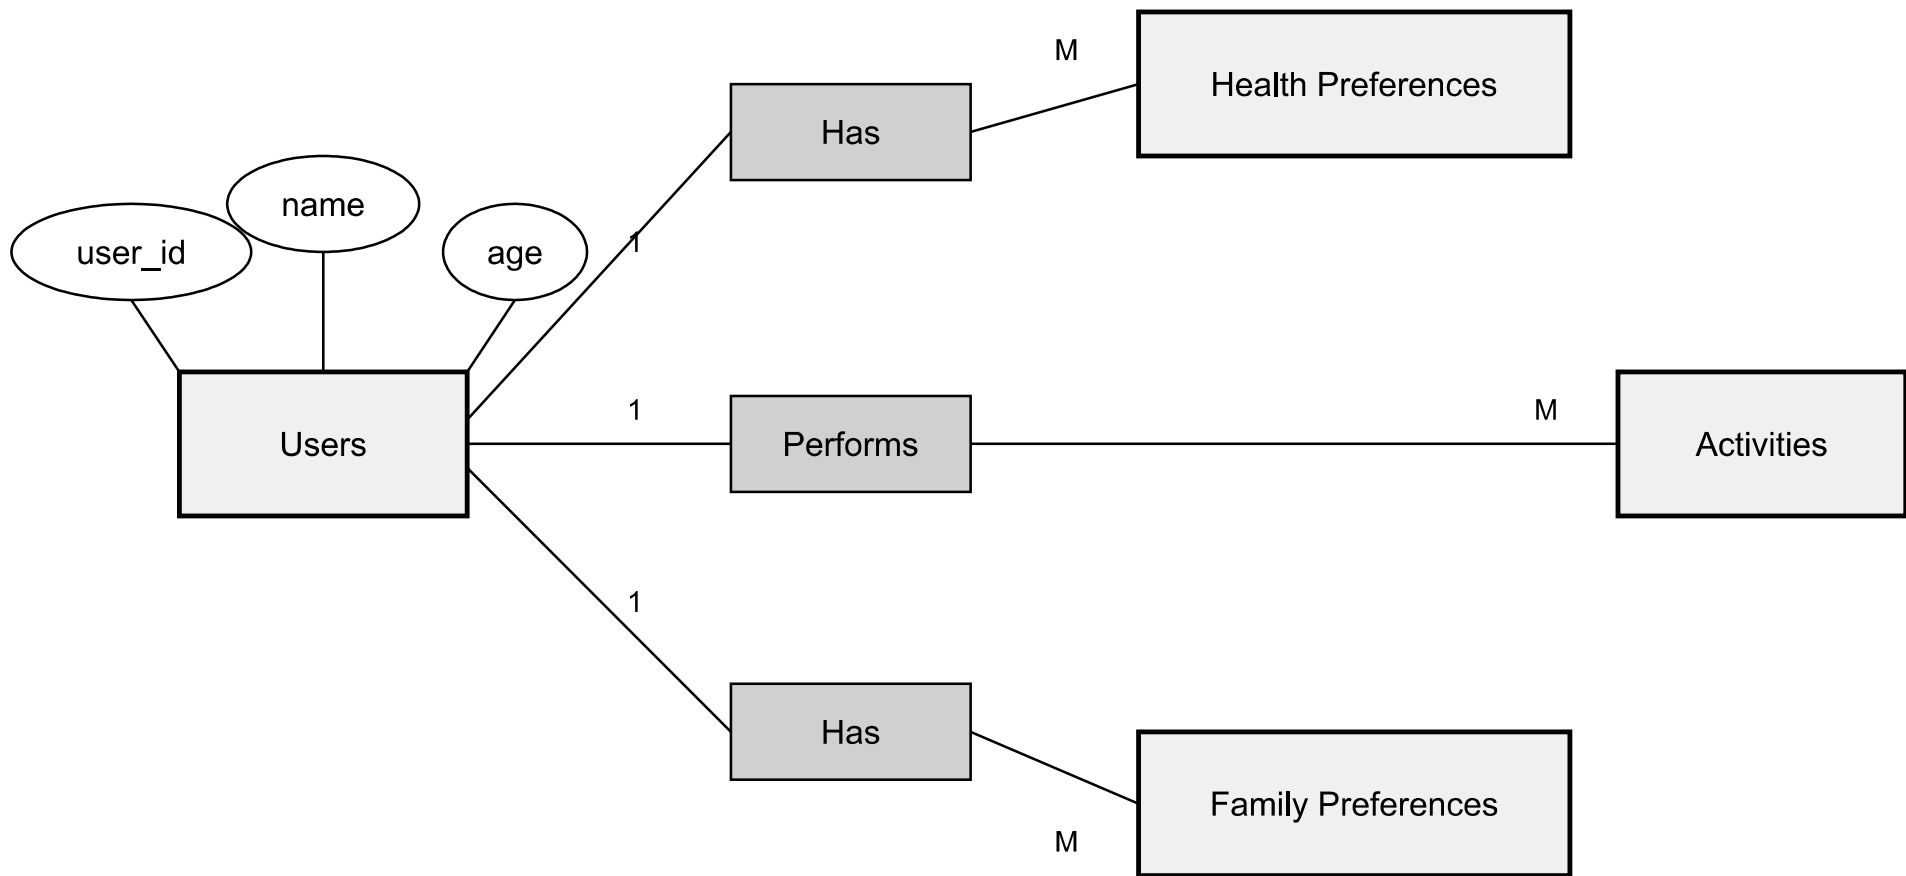 M
Health Preferences
Has
name
user_id
age
1
Users
1
Performs
M
Activities
1
Has
Family Preferences
M